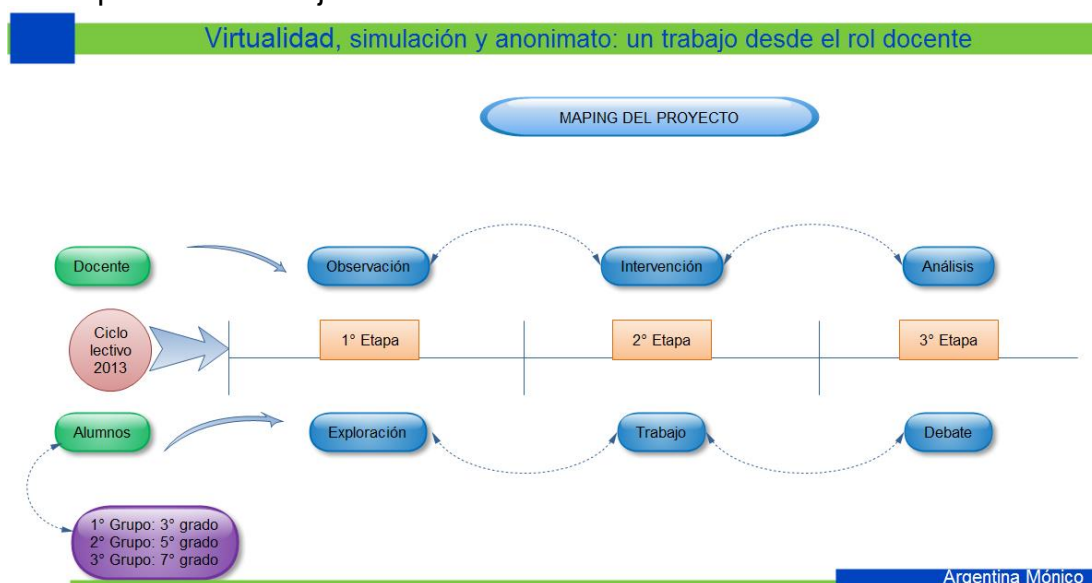 Virtualidad, simulación y anonimato: un trabajo desde el rol docente
MAPING DEL PROYECTO
Docente
Observación
Intervención
Análisis
Ciclo
lectivo
2013
1° Etapa
2° Etapa
3° Etapa
Alumnos
Exploración
Trabajo
Debate
1° Grupo: 3° grado
2° Grupo: 5° grado
3° Grupo: 7° grado
Argentina Mónico